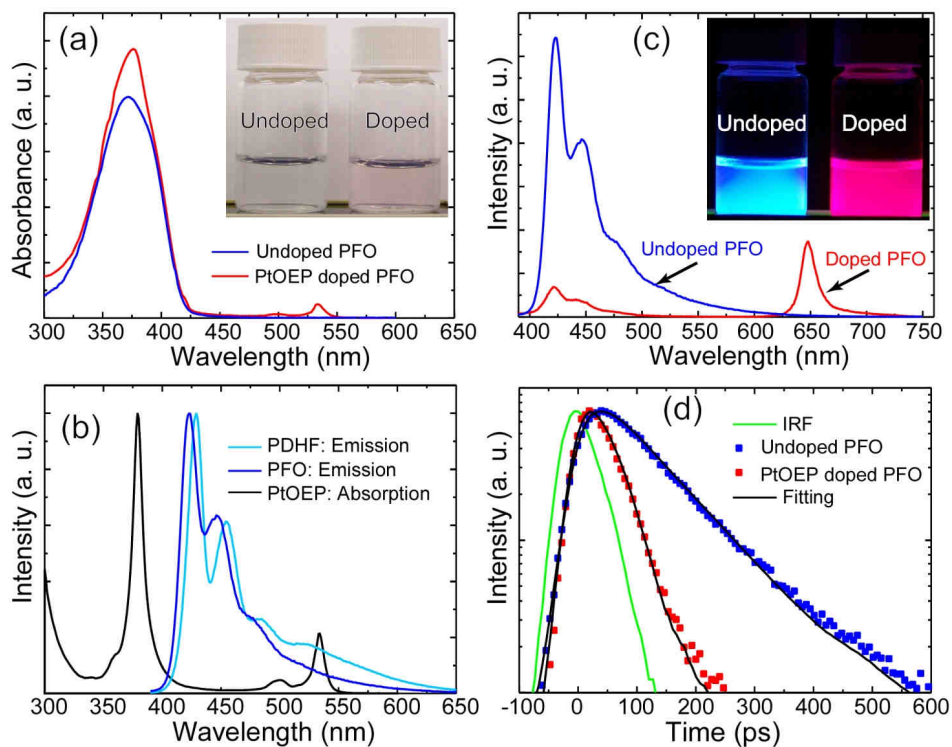 (a)
Absorbance (a. u.)
Undoped
Doped
Undoped PFO
PtOEP doped PFO
300 350 400 450 500 550 600 650
Wavelength (nm)
(c)
Intensity (a. u.)
Undoped
Doped
Undoped PFO
Doped PFO
400 450 500 550 600 650 700 750
Wavelength (nm)
(b)
Intensity (a. u.)
PDHF: Emission
PFO: Emission
PtOEP: Absorption
300 350 400 450 500 550 600 650
Wavelength (nm)
(d)
Intensity (a. u.)
IRF
Undoped PFO
PtOEP doped PFO
Fitting
-100 0 100 200 300 400 500 600
Time (ps)